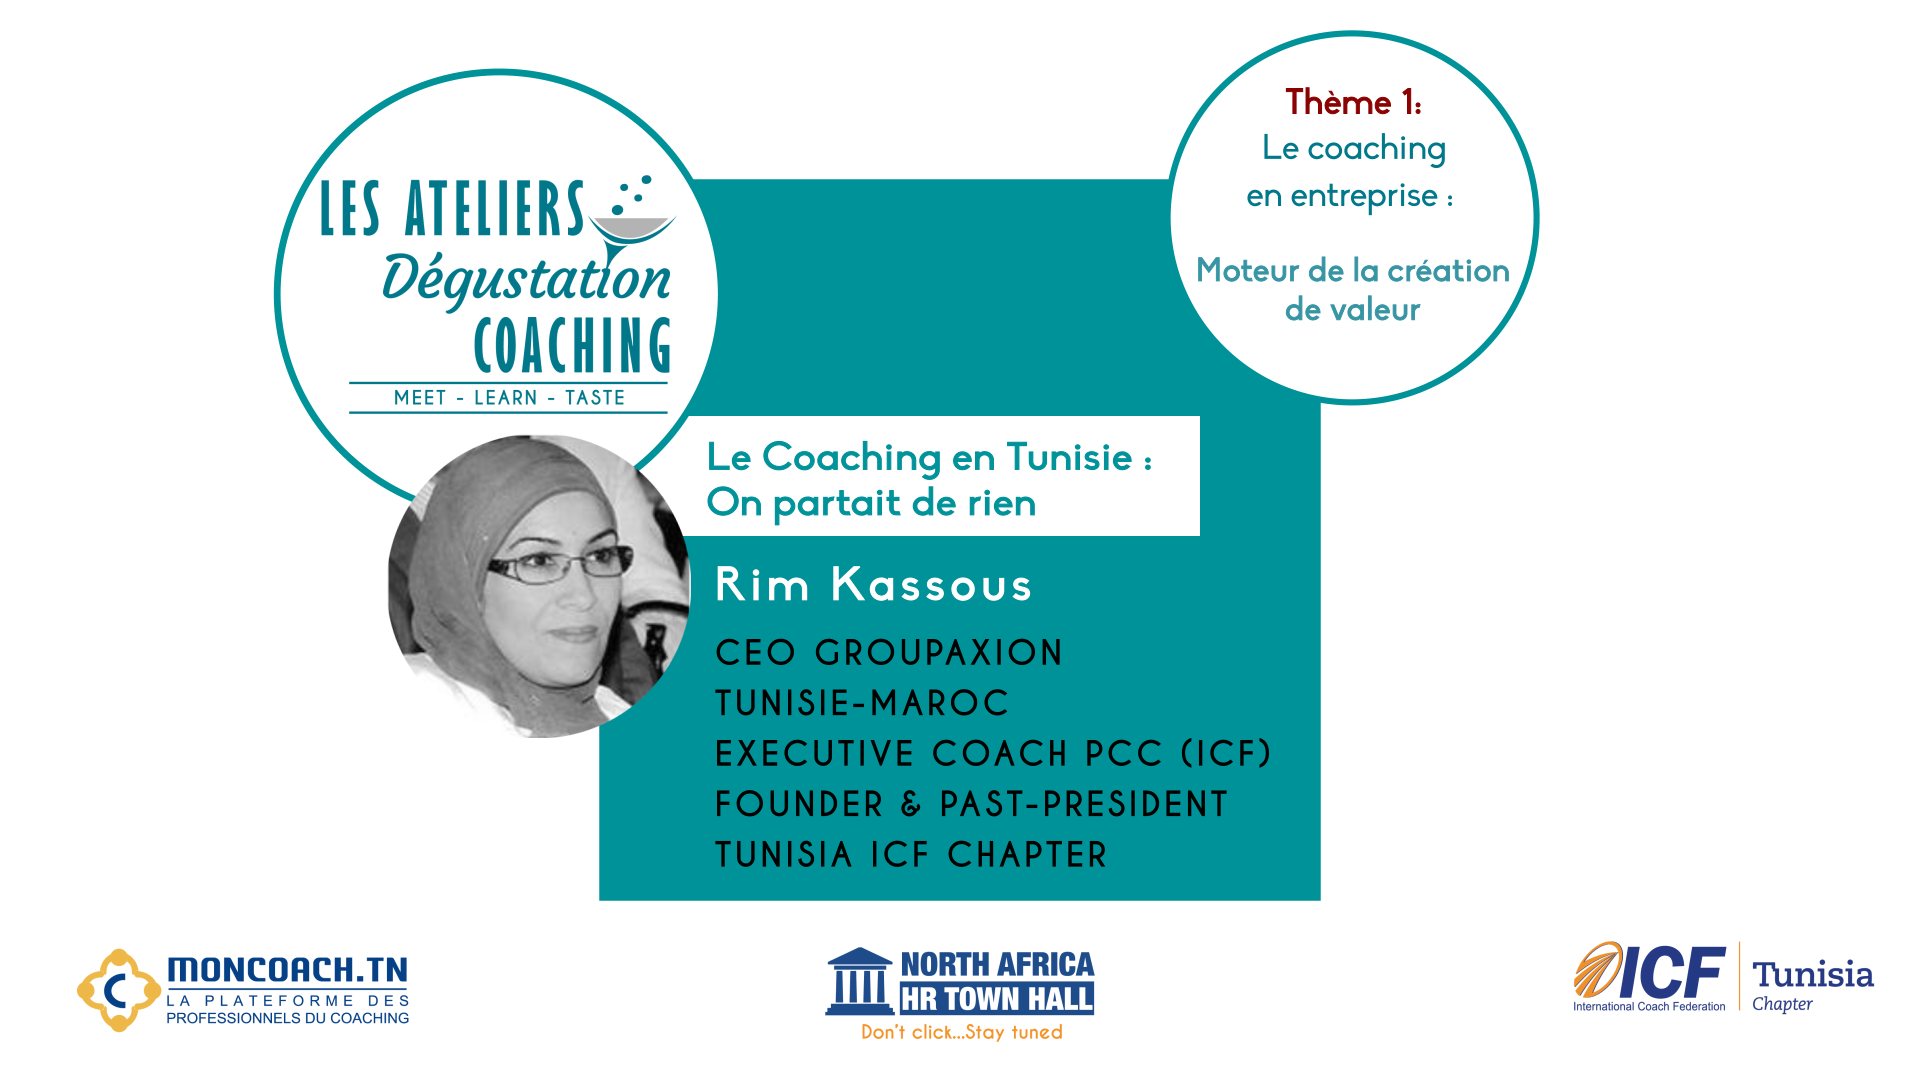 LES ATELIERS
Dégustation
COACHING
MEET - LEARN - TASTE
Thème 1:
Le coaching
en entreprise :
Moteur de la création
de valeur
Le Coaching en Tunisie :
On partait de rien
Rim Kassous
CEO GROUPAXION
TUNISIE-MAROC
EXECUTIVE COACH PCC (ICF)
FOUNDER & PAST-PRESIDENT
TUNISIA ICF CHAPTER
MONCOACH.TN
LA PLATEFORME DES
PROFESSIONNELS DU COACHING
NORTH AFRICA
HR TOWN HALL
Don't click...Stay tuned
ICF
International Coach Federation
Tunisia
Chapter